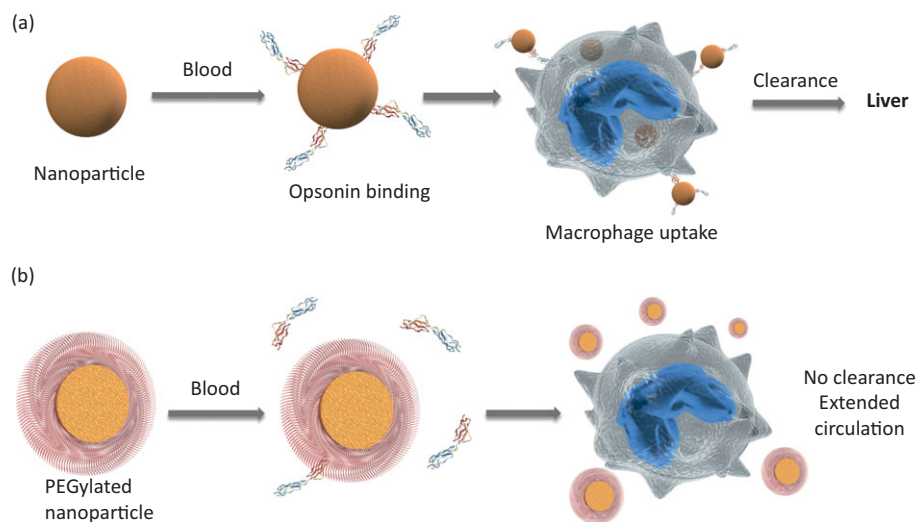 (a)
Blood
Clearance
Liver
Nanoparticle
Opsonin binding
Macrophage uptake
(b)
Blood
No clearance
Extended
circulation
PEGylated
nanoparticle